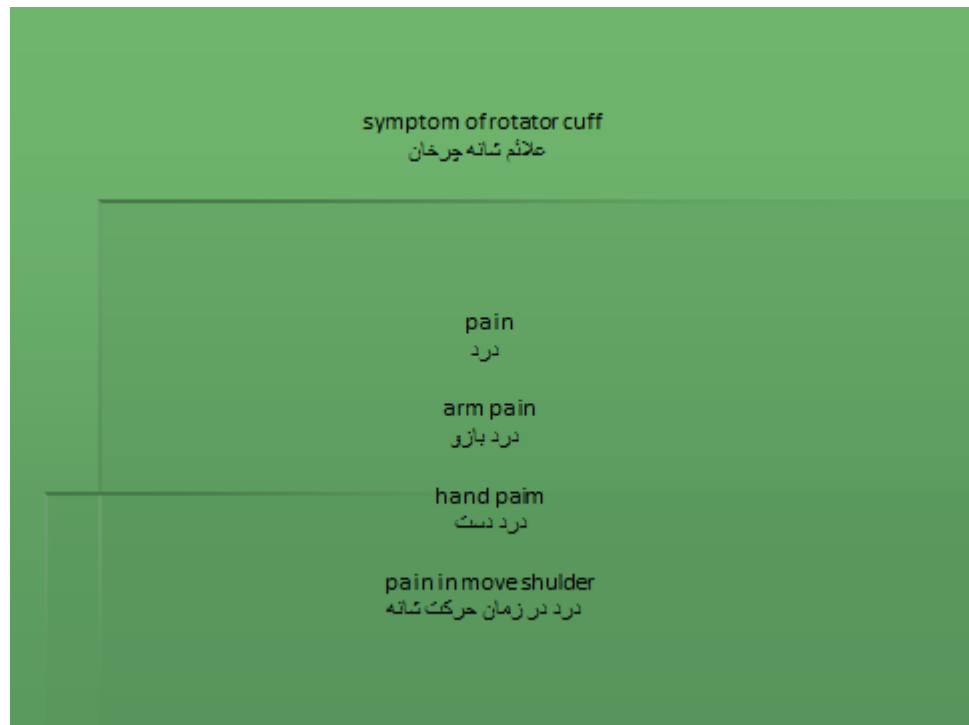 symptom of rotator cuff
علائم شانه چرخان
pain
درد
arm pain
درد بازو
hand paim
درد دست
pain in move shulder
درد در زمان حرکت شانه